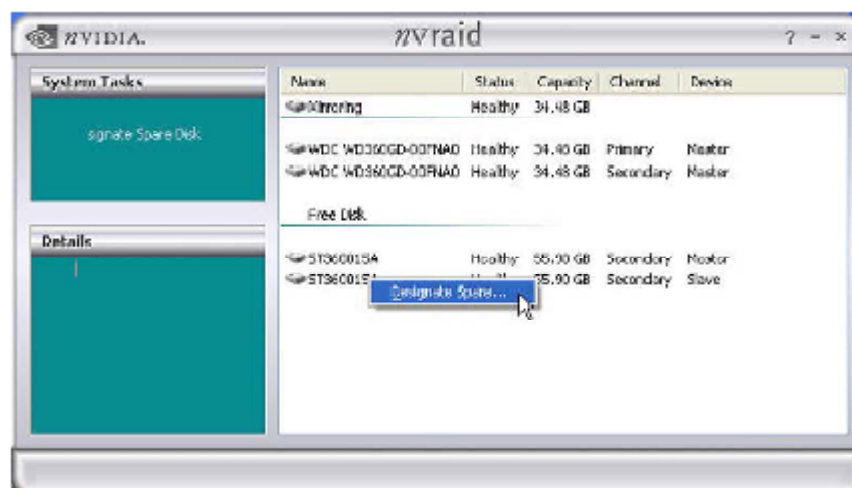 NVIDIA. nvraid ? - ×
System Tasks
signate Spare Disk
Details
Name Status Capacity Channel Device
Mirroring Healthy 34.48 GB
WDC WD360GD-00FNA0 Healthy 34.48 GB Primary Master
WDC WD360GD-00FNA0 Healthy 34.48 GB Secondary Master
Free Disk
ST360015A Healthy 55.90 GB Secondary Master
ST360015 55.90 GB Secondary Slave
Designate Spare...